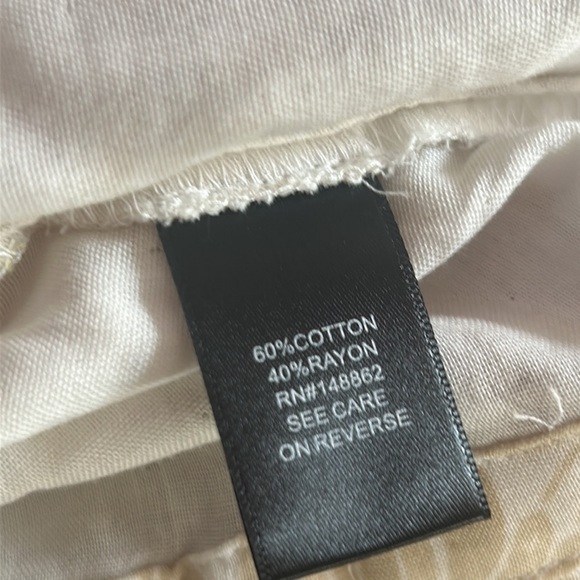 60%COTTON
40%RAYON
RN#148862
SEE CARE
ON REVERSE